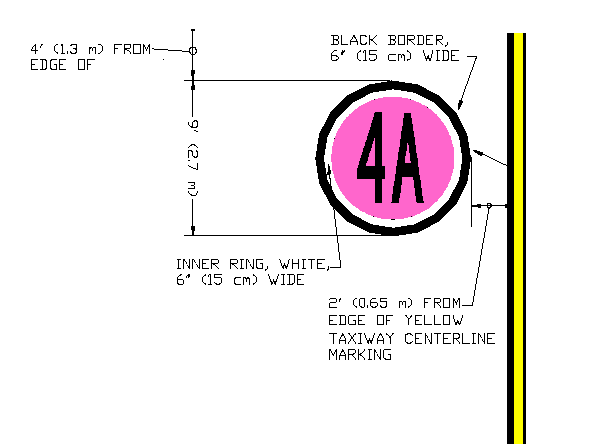 4' (1.3 m) FROM
EDGE OF
BLACK BORDER,
6" (15 cm) WIDE
9' (2.7 m)
4A
INNER RING, WHITE,
6" (15 cm) WIDE
2' (0.65 m) FROM
EDGE OF YELLOW
TAXIWAY CENTERLINE
MARKING